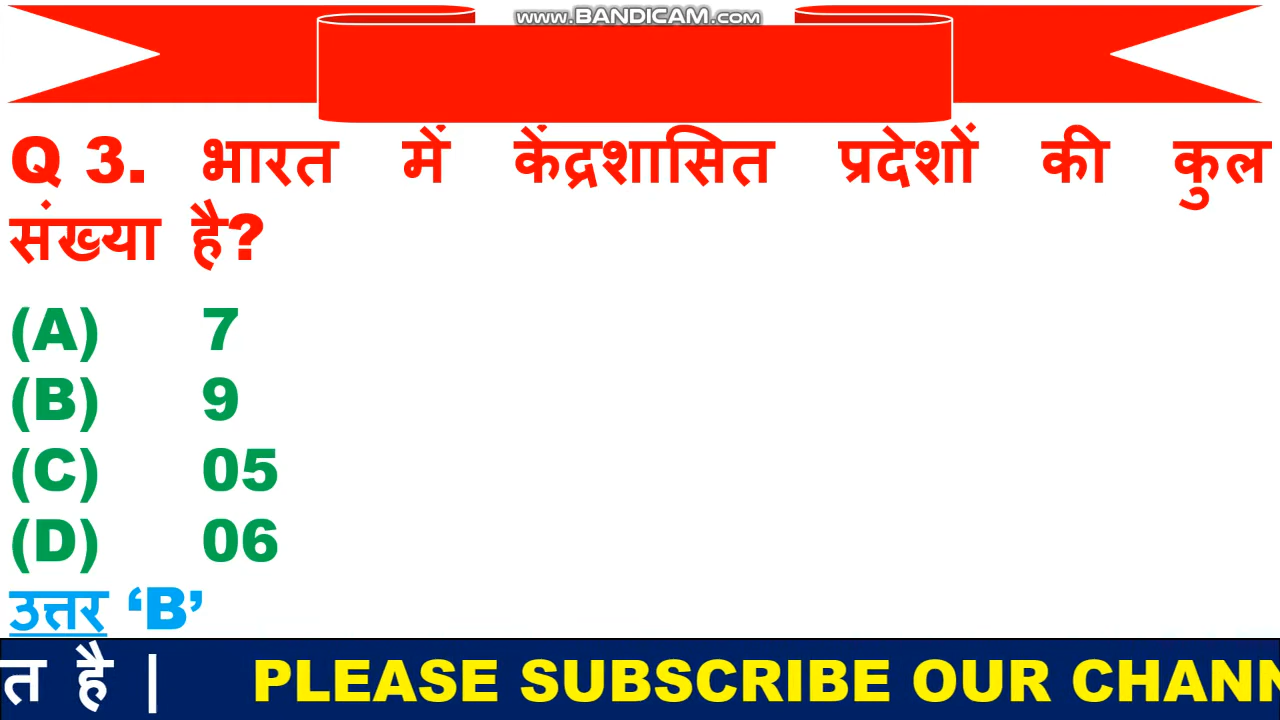 www.BANDICAM.com
Q 3. भारत में केंद्रशासित प्रदेशों की कुल
संख्या है?
(A) 7
(B) 9
(C) 05
(D) 06
उत्तर ‘B’
त है | PLEASE SUBSCRIBE OUR CHANN